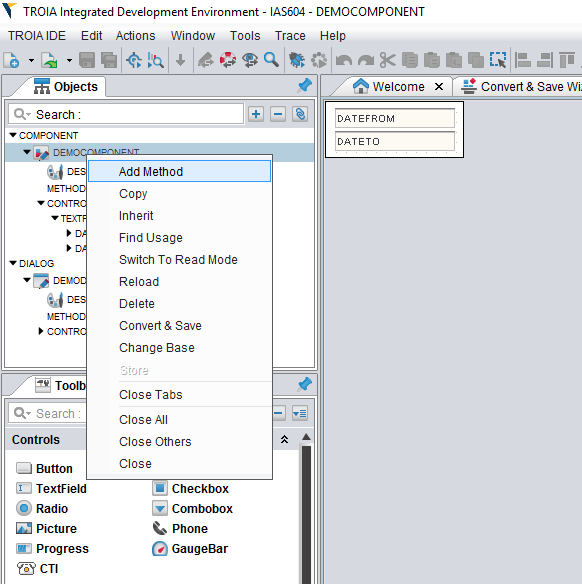 TROIA Integrated Development Environment - IAS604 - DEMOCOMPONENT
TROIA IDE Edit Actions Window Tools Trace Help
Objects
Welcome
Convert & Save Wiz
Search :
COMPONENT
DEMOCOMPONENT
DES
METHOD
CONTRO
TEXTF
DA
DA
DIALOG
DEMOD
DES
METHOD
CONTRO
Add Method
Copy
Inherit
Find Usage
Switch To Read Mode
Reload
Delete
Convert & Save
Change Base
Store
Close Tabs
Close All
Close Others
Close
DATEFROM
DATETO
Toolb
Search :
Controls
Button
TextField Checkbox
Radio Combobox
Picture Phone
Progress GaugeBar
CTI